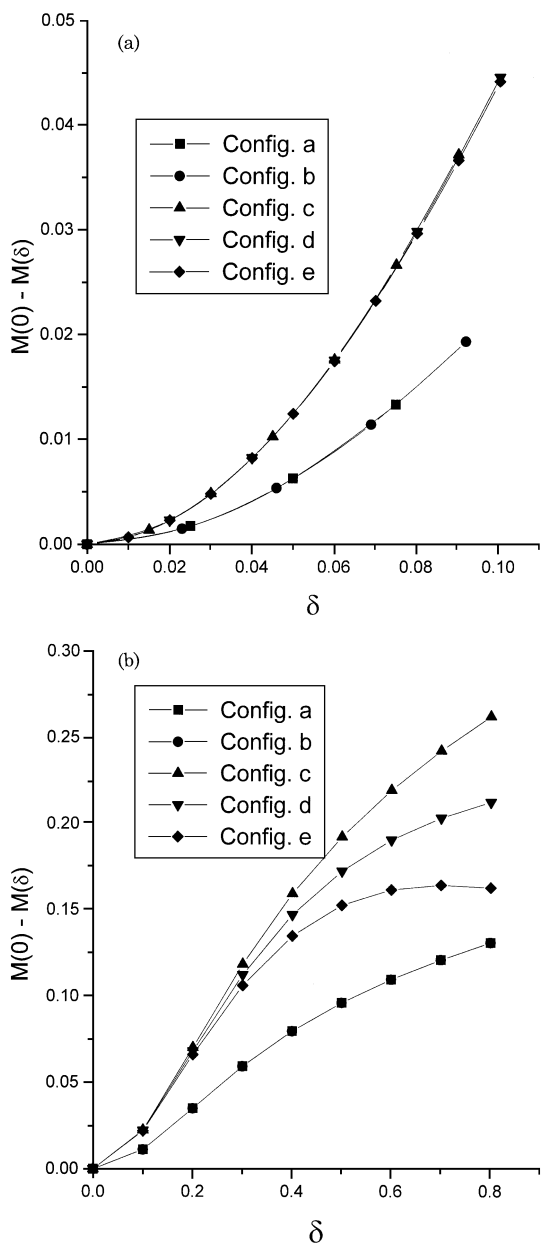 (a)
0.05
0.04
0.03
0.02
0.01
0.00
M(0) - M(δ)
Config. a
Config. b
Config. c
Config. d
Config. e
0.00 0.02 0.04 0.06 0.08 0.10
δ
(b)
0.30
0.25
0.20
0.15
0.10
0.05
0.00
M(0) - M(δ)
Config. a
Config. b
Config. c
Config. d
Config. e
0.0 0.2 0.4 0.6 0.8
δ